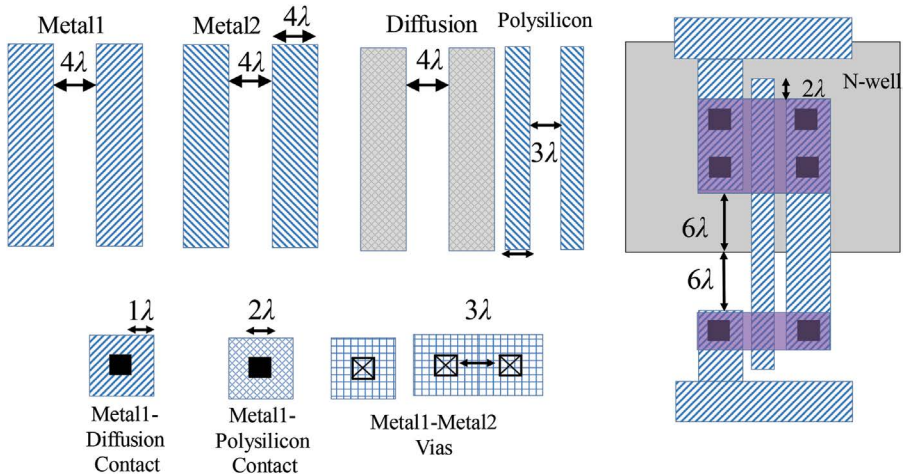 Metal1
4λ
Metal2
4λ
4λ
Diffusion
4λ
Polysilicon
3λ
N-well
2λ
6λ
6λ
1λ
Metal1-
Diffusion
Contact
2λ
Metal1-
Polysilicon
Contact
3λ
Metal1-Metal2
Vias